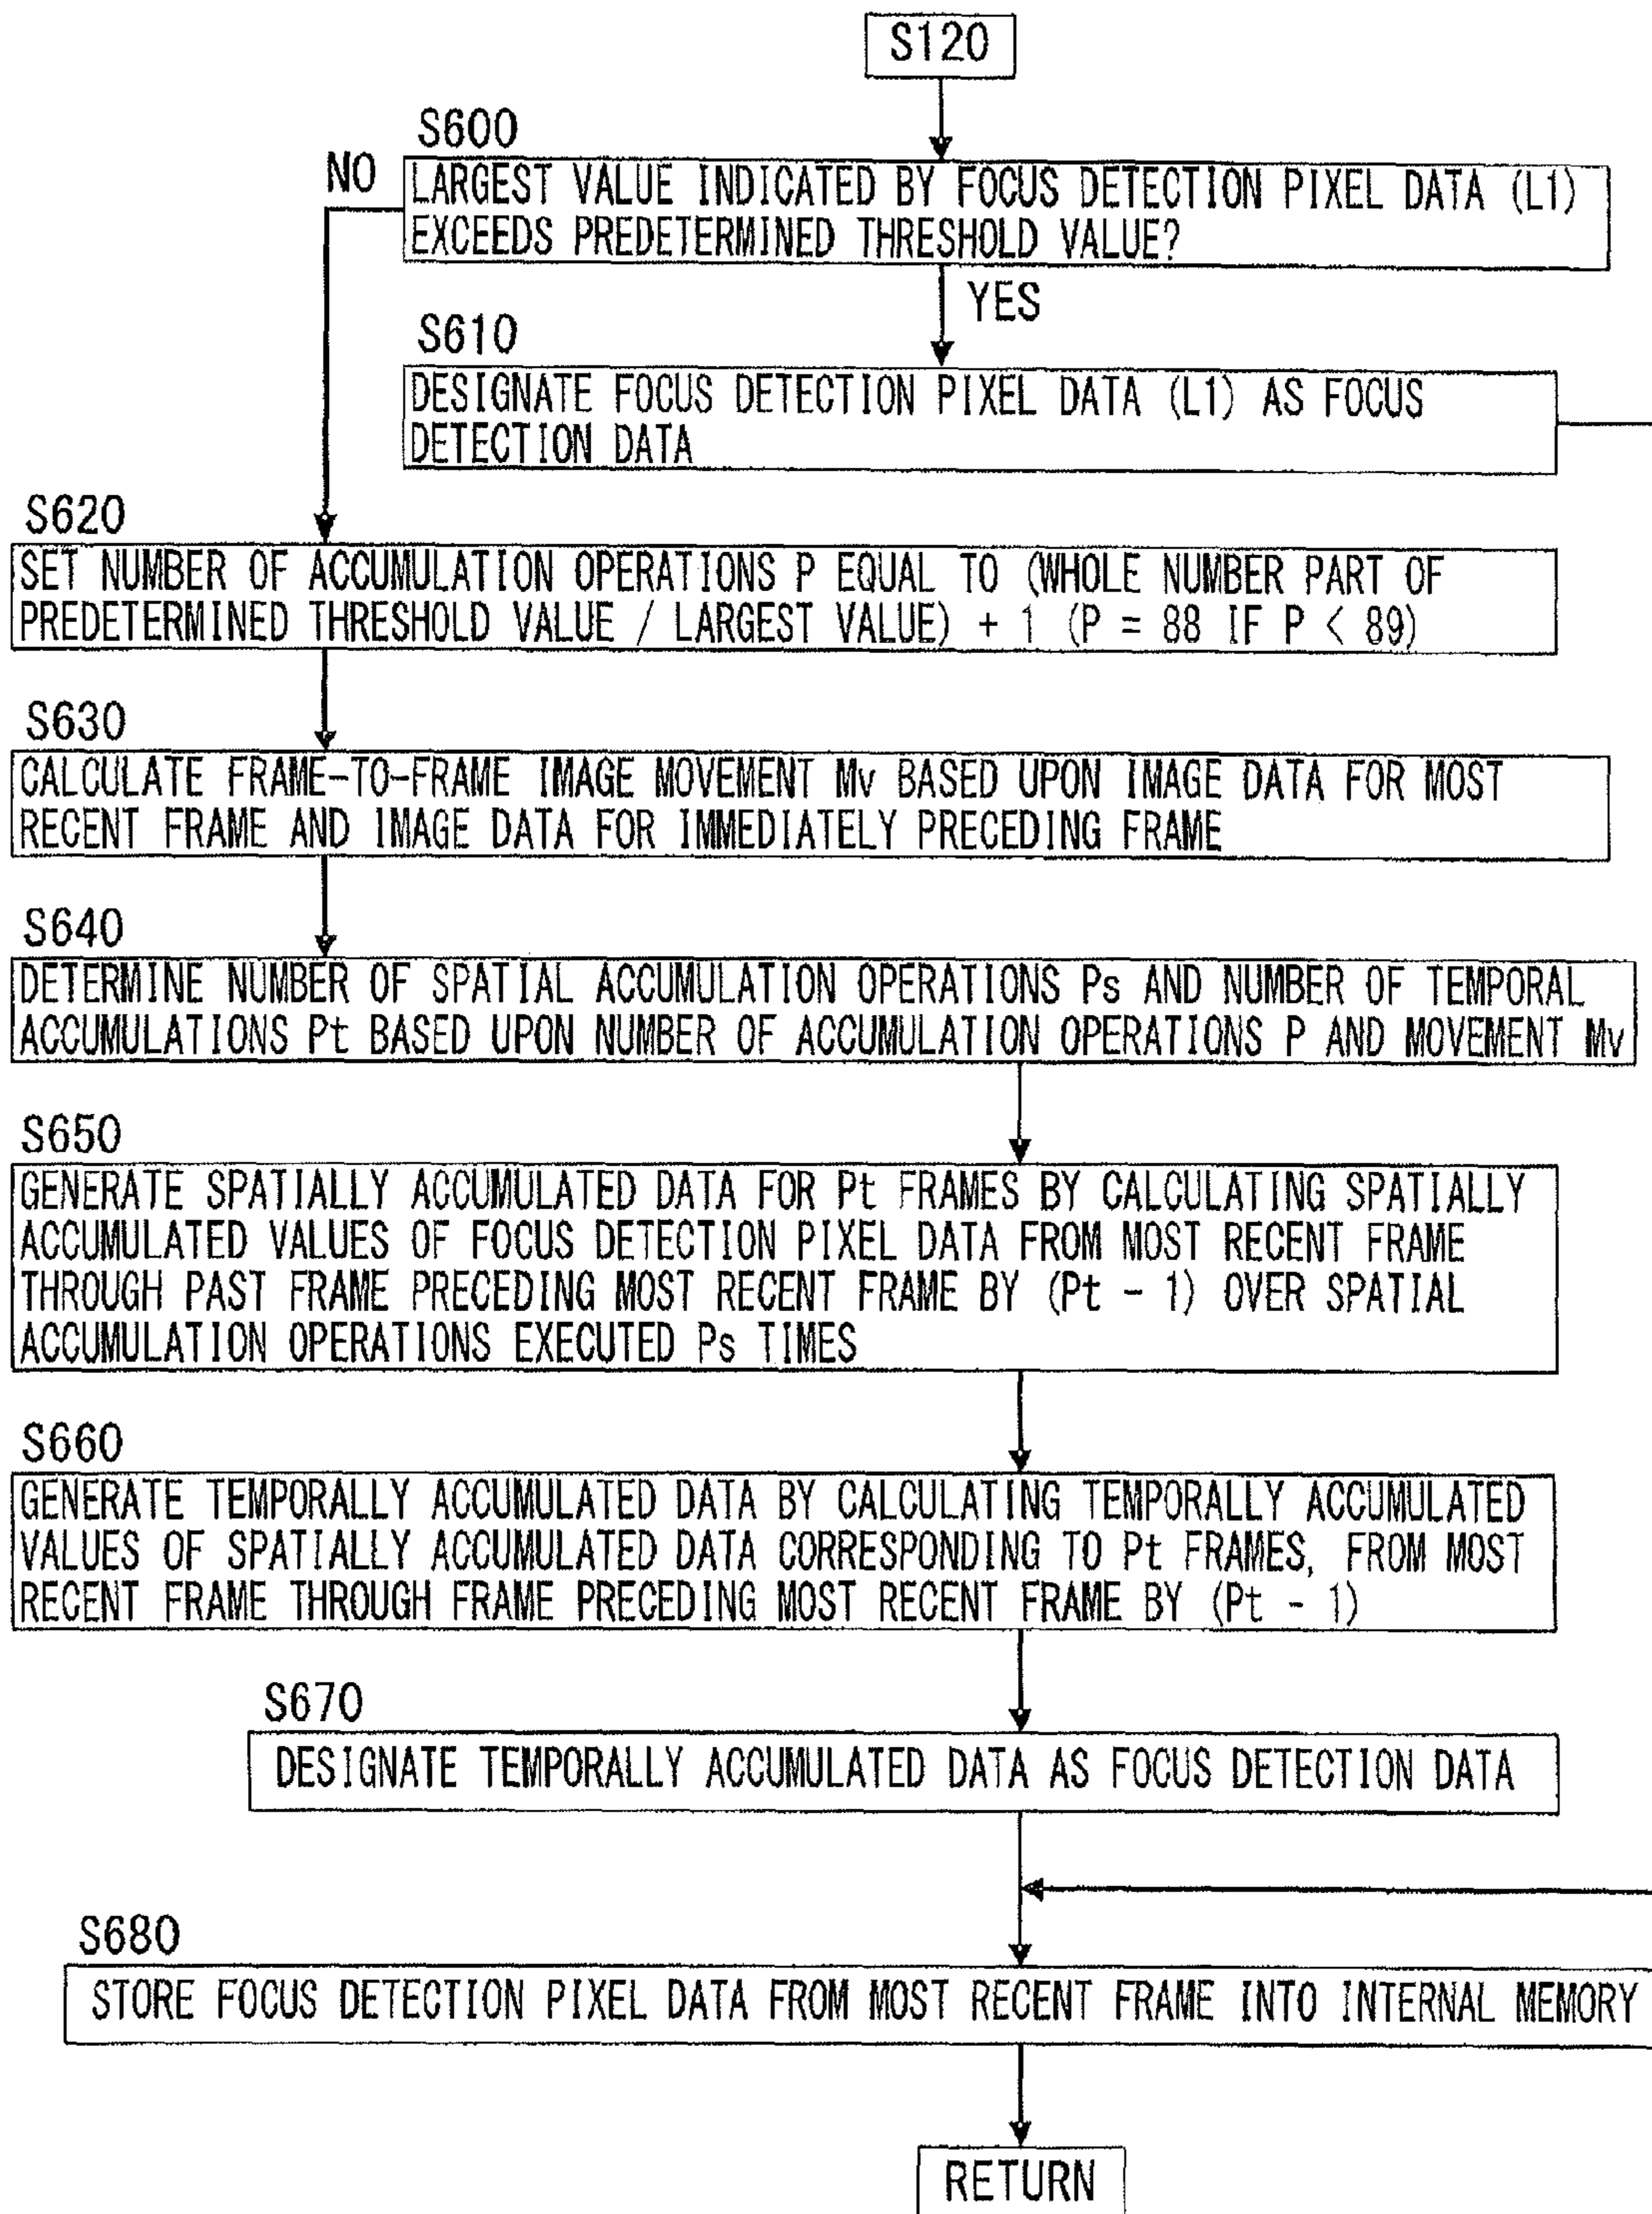 S120
S600
NO
LARGEST VALUE INDICATED BY FOCUS DETECTION PIXEL DATA (L1)
EXCEEDS PREDETERMINED THRESHOLD VALUE?
YES
S610
DESIGNATE FOCUS DETECTION PIXEL DATA (L1) AS FOCUS
DETECTION DATA
S620
SET NUMBER OF ACCUMULATION OPERATIONS P EQUAL TO (WHOLE NUMBER PART OF
PREDETERMINED THRESHOLD VALUE / LARGEST VALUE) + 1 (P = 88 IF P < 89)
S630
CALCULATE FRAME-TO-FRAME IMAGE MOVEMENT Mv BASED UPON IMAGE DATA FOR MOST
RECENT FRAME AND IMAGE DATA FOR IMMEDIATELY PRECEDING FRAME
S640
DETERMINE NUMBER OF SPATIAL ACCUMULATION OPERATIONS Ps AND NUMBER OF TEMPORAL
ACCUMULATIONS Pt BASED UPON NUMBER OF ACCUMULATION OPERATIONS P AND MOVEMENT Mv
S650
GENERATE SPATIALLY ACCUMULATED DATA FOR Pt FRAMES BY CALCULATING SPATIALLY
ACCUMULATED VALUES OF FOCUS DETECTION PIXEL DATA FROM MOST RECENT FRAME
THROUGH PAST FRAME PRECEDING MOST RECENT FRAME BY (Pt - 1) OVER SPATIAL
ACCUMULATION OPERATIONS EXECUTED Ps TIMES
S660
GENERATE TEMPORALLY ACCUMULATED DATA BY CALCULATING TEMPORALLY ACCUMULATED
VALUES OF SPATIALLY ACCUMULATED DATA CORRESPONDING TO Pt FRAMES, FROM MOST
RECENT FRAME THROUGH FRAME PRECEDING MOST RECENT FRAME BY (Pt - 1)
S670
DESIGNATE TEMPORALLY ACCUMULATED DATA AS FOCUS DETECTION DATA
S680
STORE FOCUS DETECTION PIXEL DATA FROM MOST RECENT FRAME INTO INTERNAL MEMORY
RETURN